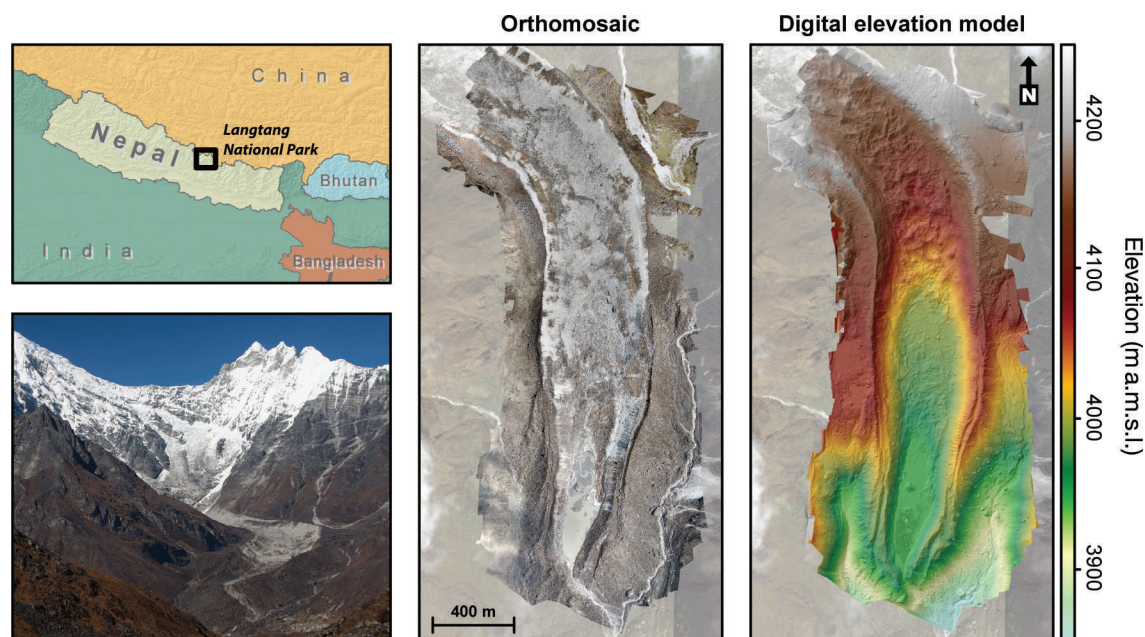 Orthomosaic
Digital elevation model
China
Nepal
Langtang
National Park
Bhutan
India
Bangladesh
N
4200
4100
4000
3900
Elevation (m a.m.s.l.)
400 m